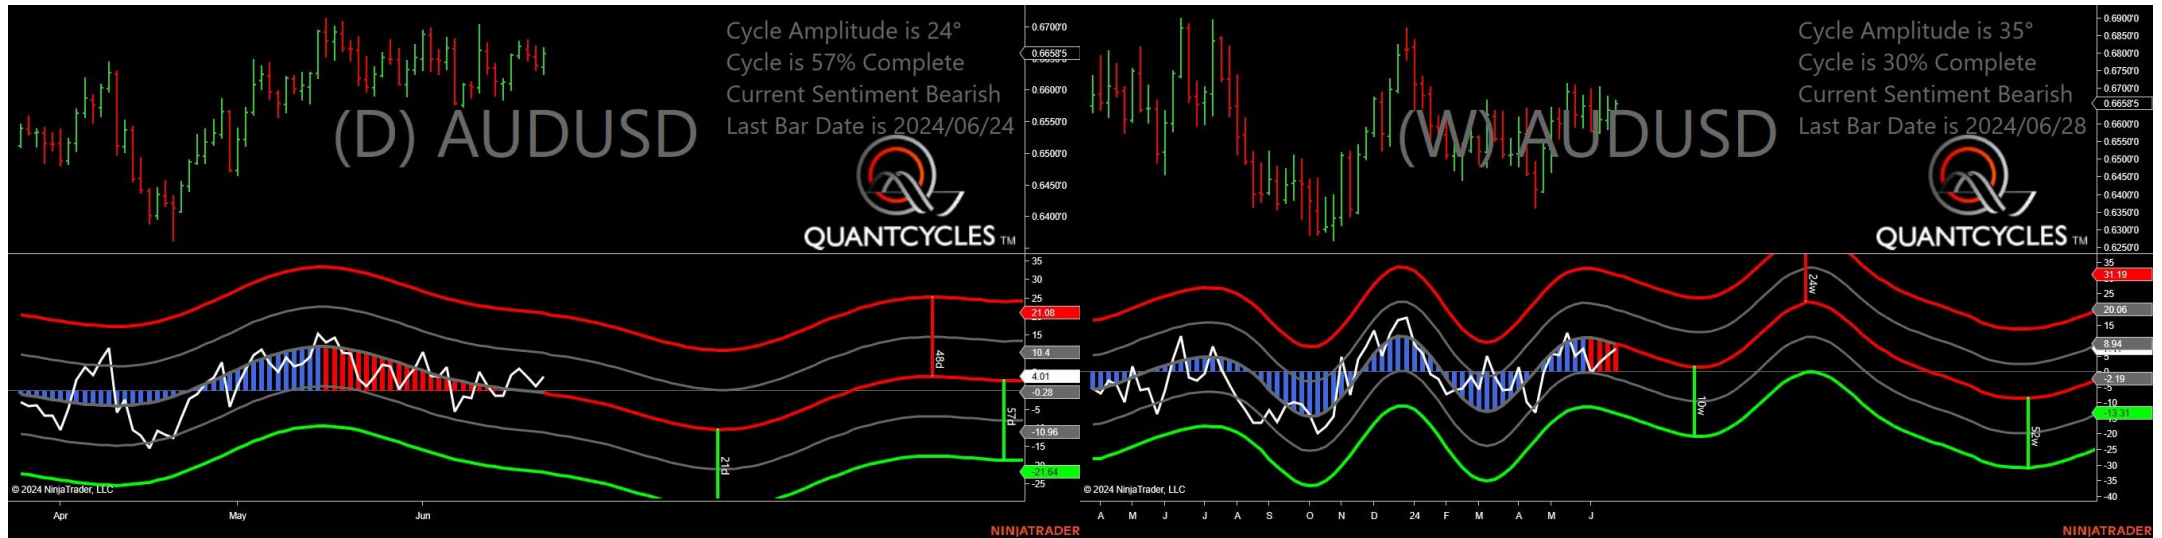 Cycle Amplitude is 24°
Cycle is 57% Complete
Current Sentiment Bearish
Last Bar Date is 2024/06/24
(D) AUDUSD
QUANTCYCLES TM
0.6700'0
0.6658'5
0.6600'0
0.6550'0
0.6500'0
0.6450'0
0.6400'0
35
30
25
21.08
15
10.4
4.01
-0.28
-5
-10.96
-15
-21.64
-25
48d
57d
21d
© 2024 NinjaTrader, LLC
Apr
May
Jun
NINJATRADER
Cycle Amplitude is 35°
Cycle is 30% Complete
Current Sentiment Bearish
Last Bar Date is 2024/06/28
(W) AUDUSD
QUANTCYCLES TM
0.6900'0
0.6850'0
0.6800'0
0.6750'0
0.6700'0
0.6658'5
0.6600'0
0.6550'0
0.6500'0
0.6450'0
0.6400'0
0.6350'0
0.6300'0
0.6250'0
35
31.19
25
20.06
15
8.94
5
-2.19
-5
-10
-13.31
-20
-25
-30
-35
-40
24w
10w
52w
© 2024 NinjaTrader, LLC
A M J J A S O N D 24 F M A M J
NINJATRADER